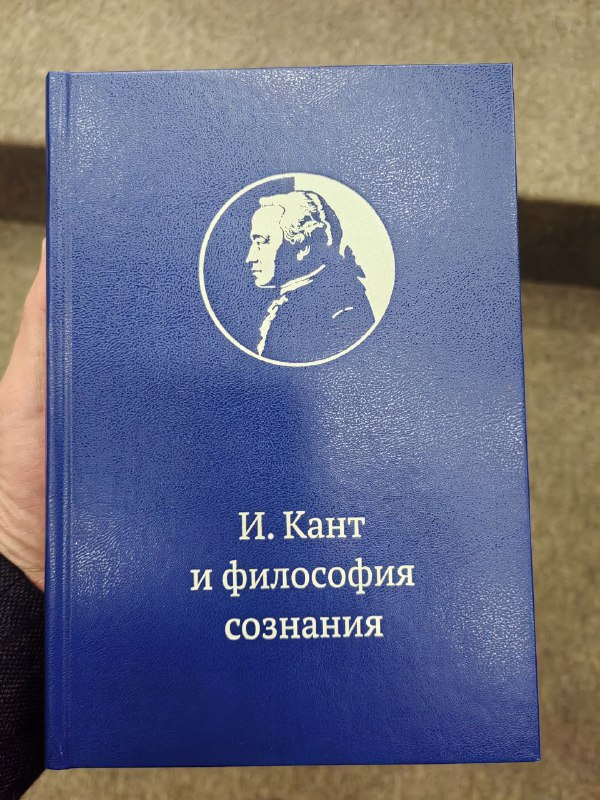 И. Кант
и философия
сознания